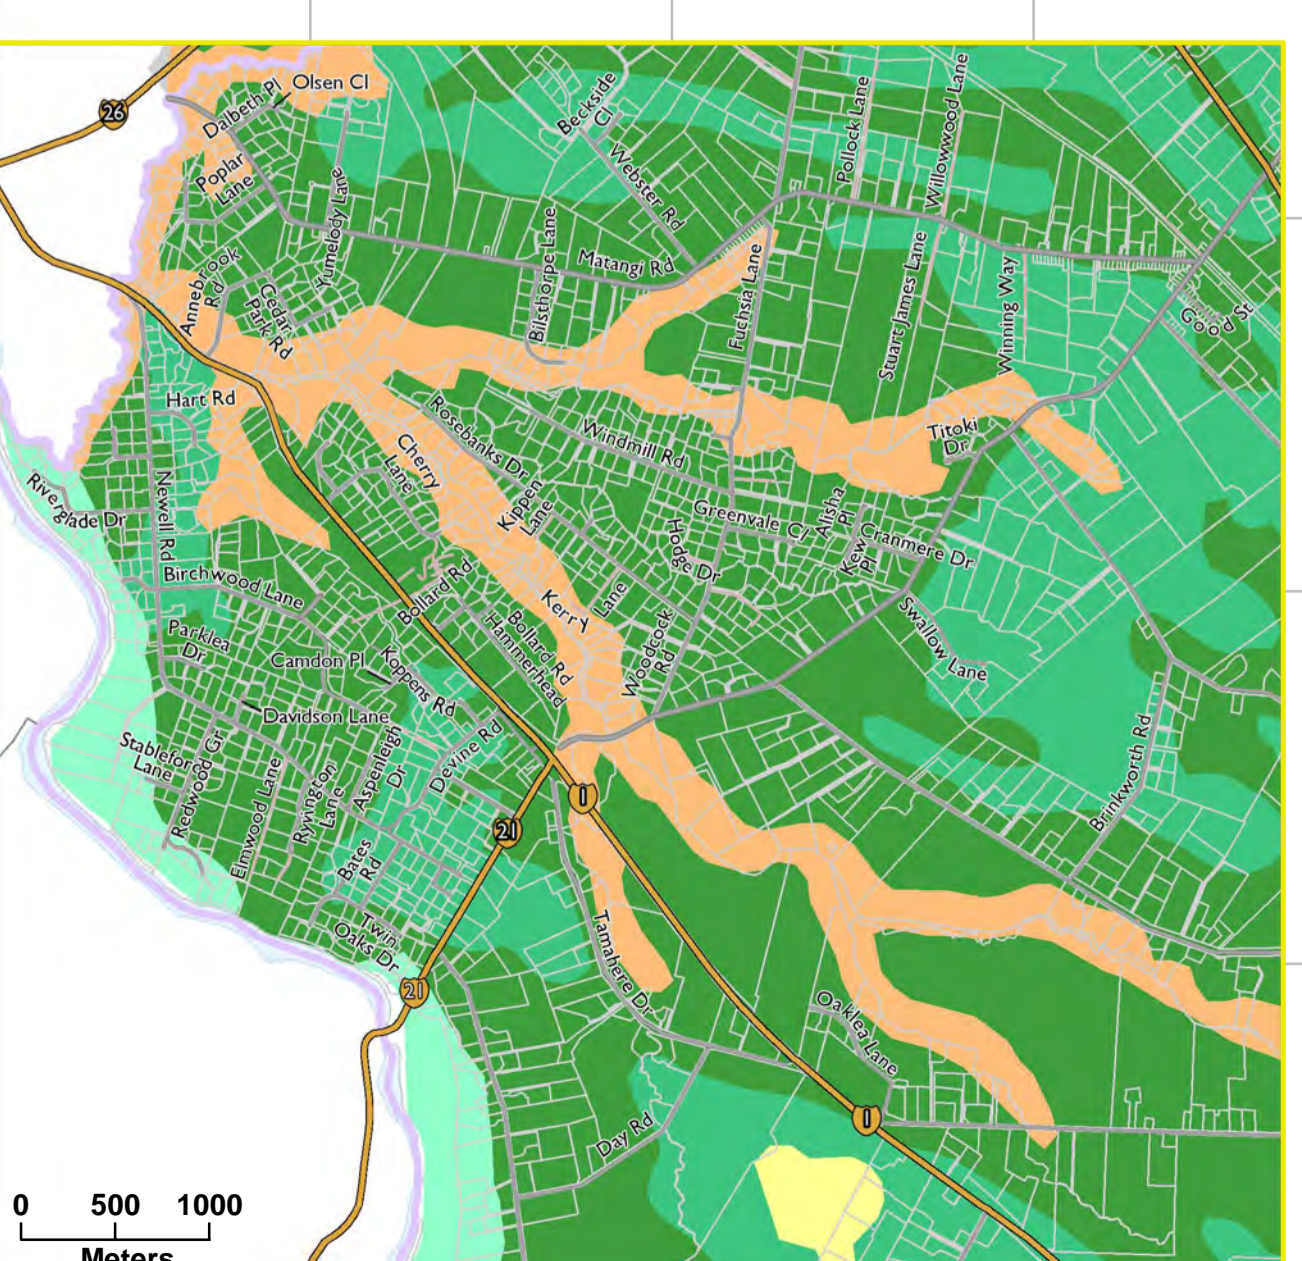 26
Olsen Cl
Dalbeth Pl
Poplar
Lane
Yumelody Lane
Beckside
Cl
Webster Rd
Pollock Lane
Willowwood Lane
Annebrook
Rd
Cedar
Park Rd
Bilsthorpe Lane
Matangi Rd
Fuchsia Lane
Stuart James Lane
Winning Way
Good St
Hart Rd
Rosebanks Dr
Windmill Rd
Titoki
Dr
Cherry
Lane
Kippen
Lane
Riverglade Dr
Newell Rd
Greenvale Cl
Alisha
Pl
Hodge Dr
Kew
Pl
Cranmere Dr
Birchwood Lane
Bollard Rd
Kerry
Lane
Bollard Rd
Hammerhead
Woodcock
Rd
Swallow Lane
Parklea
Dr
Camdon Pl
Koppens Rd
Davidson Lane
Stableford
Lane
Redwood Gr
Elmwood Lane
Ryvington
Lane
Aspenleigh
Dr
Devine Rd
Brinkworth Rd
1
21
Bates
Rd
Twin
Oaks Dr
21
Tamahere Dr
Oaklea Lane
1
Day Rd
0 500 1000
Meters